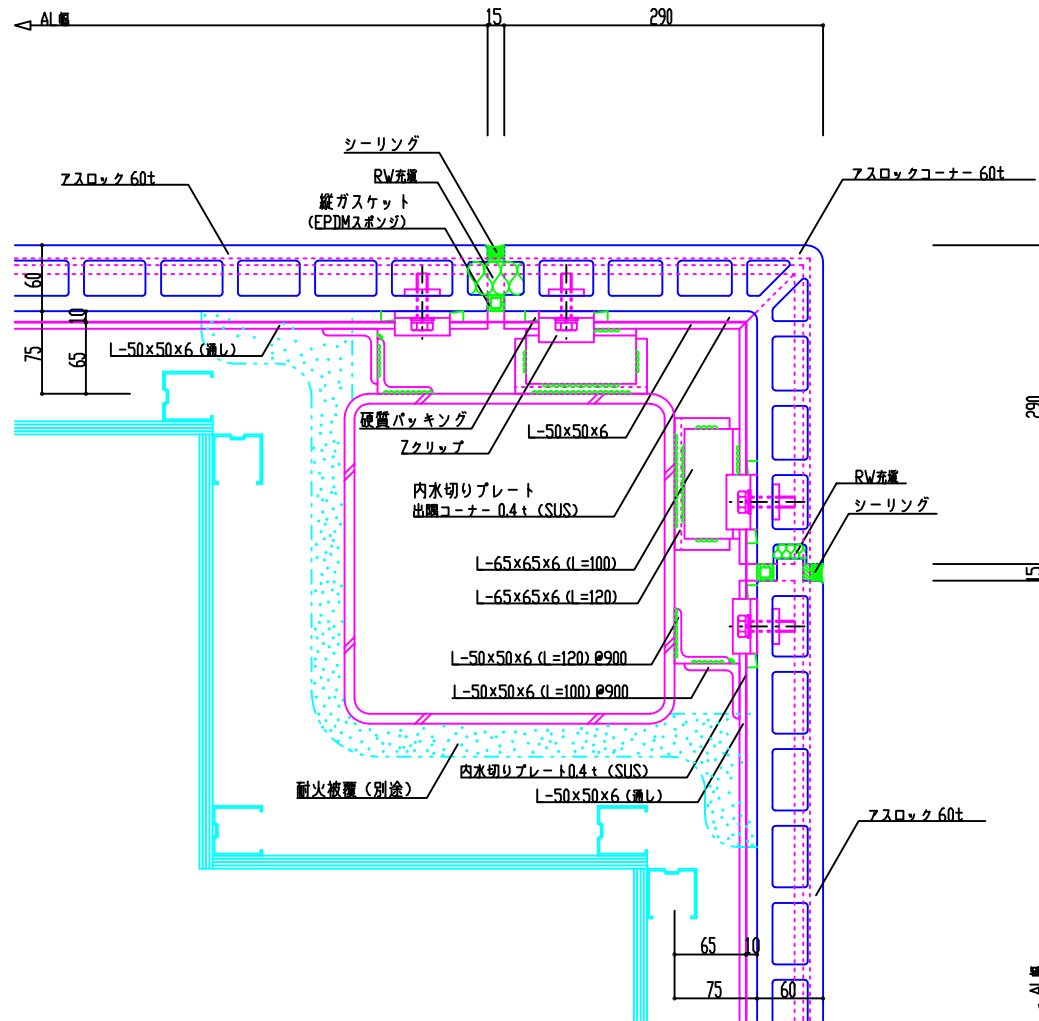 AL幅
15
290
シーリング
RW充填
縦ガスケット
(EPDMスポンジ)
アスロック 60t
アスロックコーナー 60t
60
10
75
65
L-50×50×6 (通し)
硬質パッキング
Zクリップ
L-50×50×6
内水切りプレート
出隅コーナー 0.4ｔ (SUS)
L-65×65×6 (L=100)
L-65×65×6 (L=120)
290
RW充填
シーリング
15
L-50×50×6 (L=120) @900
L-50×50×6 (L=100) @900
内水切りプレート0.4ｔ (SUS)
L-50×50×6 (通し)
耐火被覆 (別途)
アスロック 60t
65
10
75
60
AL幅